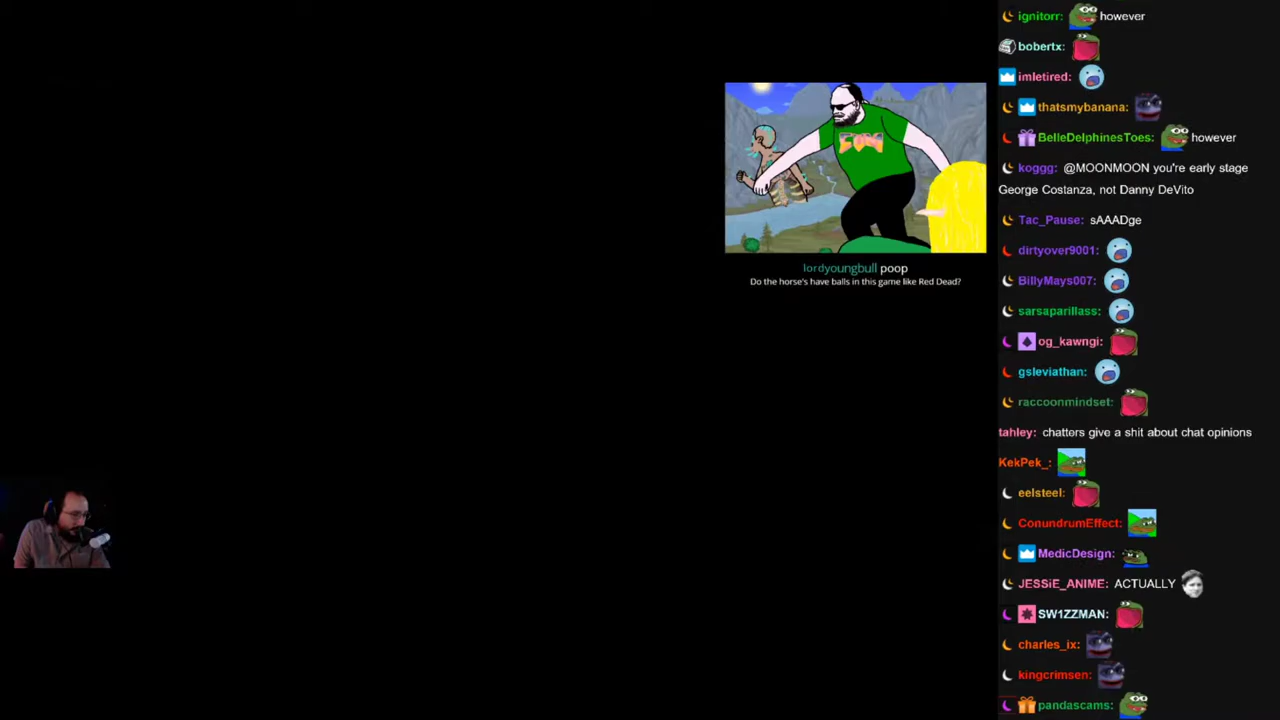 lordyoungbull poop
Do the horse's have balls in this game like Red Dead?
ignitorr: however
bobertx:
imletired:
thatsmybanana:
BelleDelphinesToes: however
koggg: @MOONMOON you're early stage
George Costanza, not Danny DeVito
Tac_Pause: sAAADge
dirtyover9001:
BillyMays007:
sarsaparillass:
og_kawngi:
gsleviathan:
raccoonmindset:
tahley: chatters give a shit about chat opinions
KekPek_:
eelsteel:
ConundrumEffect:
MedicDesign:
JESSiE_ANIME: ACTUALLY
SW1ZZMAN:
charles_ix:
kingcrimsen:
pandascams: